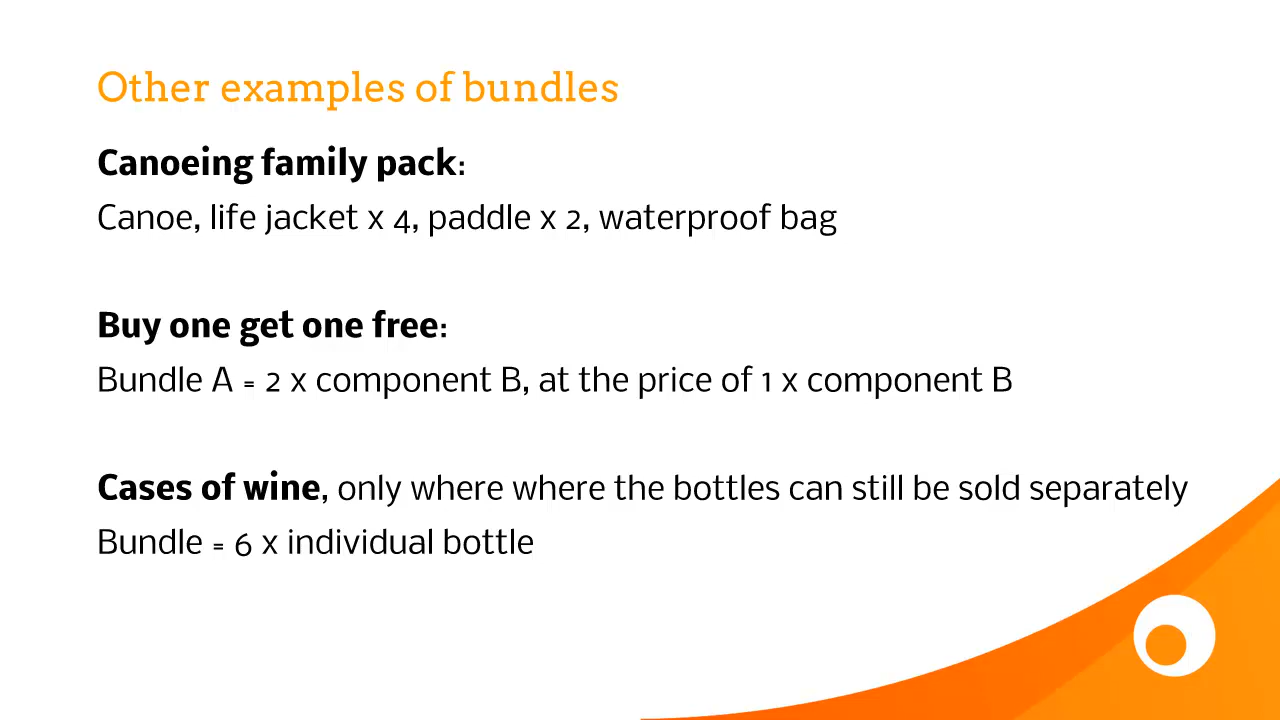 Other examples of bundles
Canoeing family pack:
Canoe, life jacket x 4, paddle x 2, waterproof bag
Buy one get one free:
Bundle A = 2 x component B, at the price of 1 x component B
Cases of wine, only where where the bottles can still be sold separately
Bundle = 6 x individual bottle